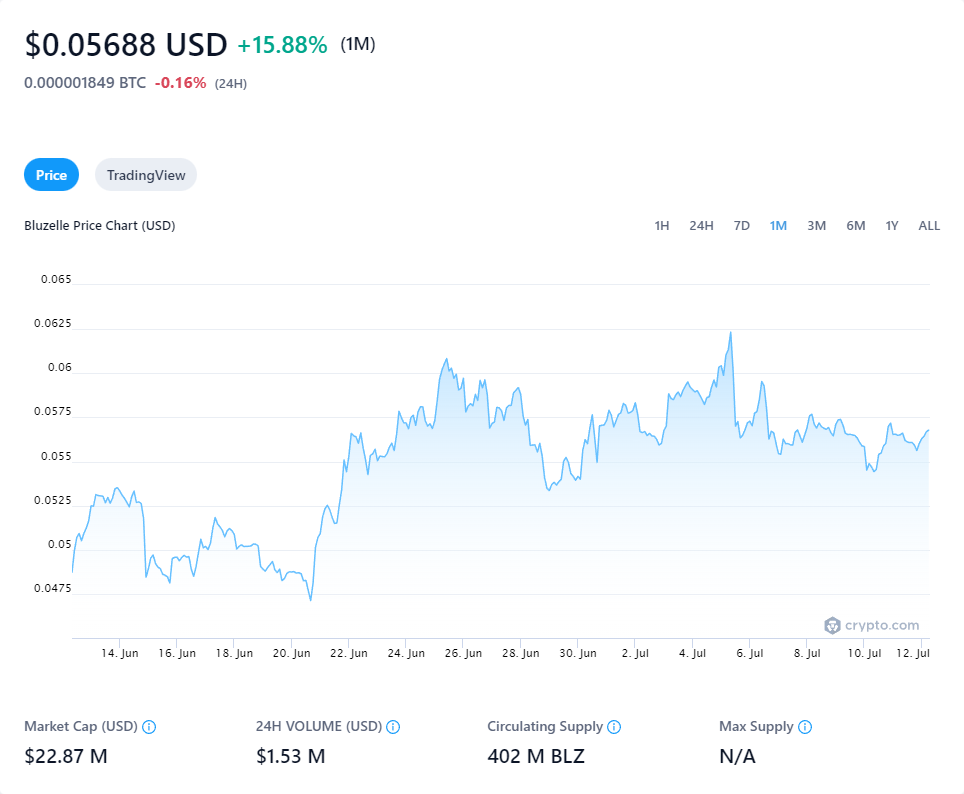 $0.05688 USD +15.88% (1M)
0.000001849 BTC -0.16% (24H)
Price TradingView
Bluzelle Price Chart (USD) 1H 24H 7D 1M 3M 6M 1Y ALL
0.065
0.0625
0.06
0.0575
0.055
0.0525
0.05
0.0475
crypto.com
14. Jun 16. Jun 18. Jun 20. Jun 22. Jun 24. Jun 26. Jun 28. Jun 30. Jun 2. Jul 4. Jul 6. Jul 8. Jul 10. Jul 12. Jul
Market Cap (USD) 24H VOLUME (USD) Circulating Supply Max Supply
$22.87 M $1.53 M 402 M BLZ N/A